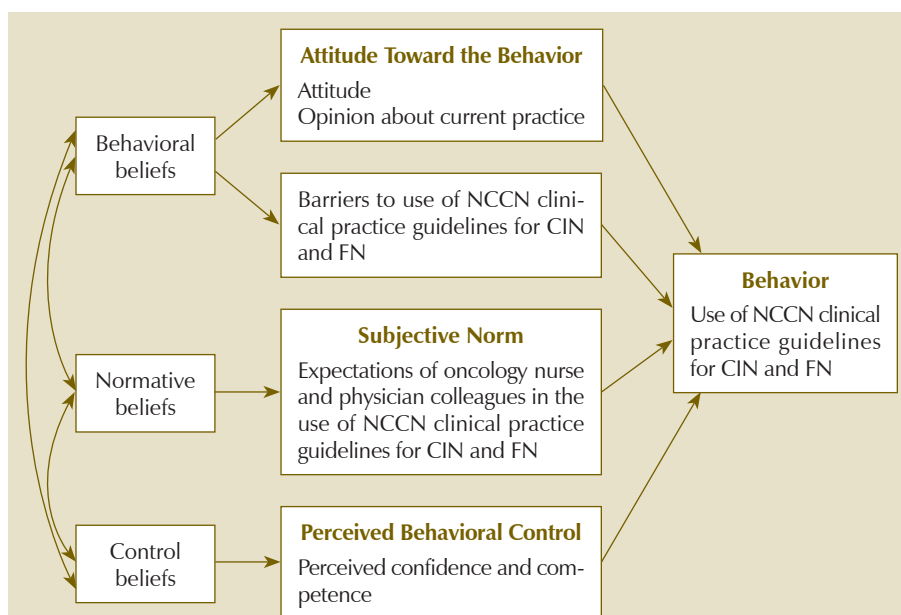 Attitude Toward the Behavior
Attitude
Opinion about current practice
Behavioral
beliefs
Barriers to use of NCCN clini-
cal practice guidelines for CIN
and FN
Behavior
Use of NCCN clinical
practice guidelines
for CIN and FN
Subjective Norm
Expectations of oncology nurse
and physician colleagues in the
use of NCCN clinical practice
guidelines for CIN and FN
Normative
beliefs
Perceived Behavioral Control
Perceived confidence and com-
petence
Control
beliefs